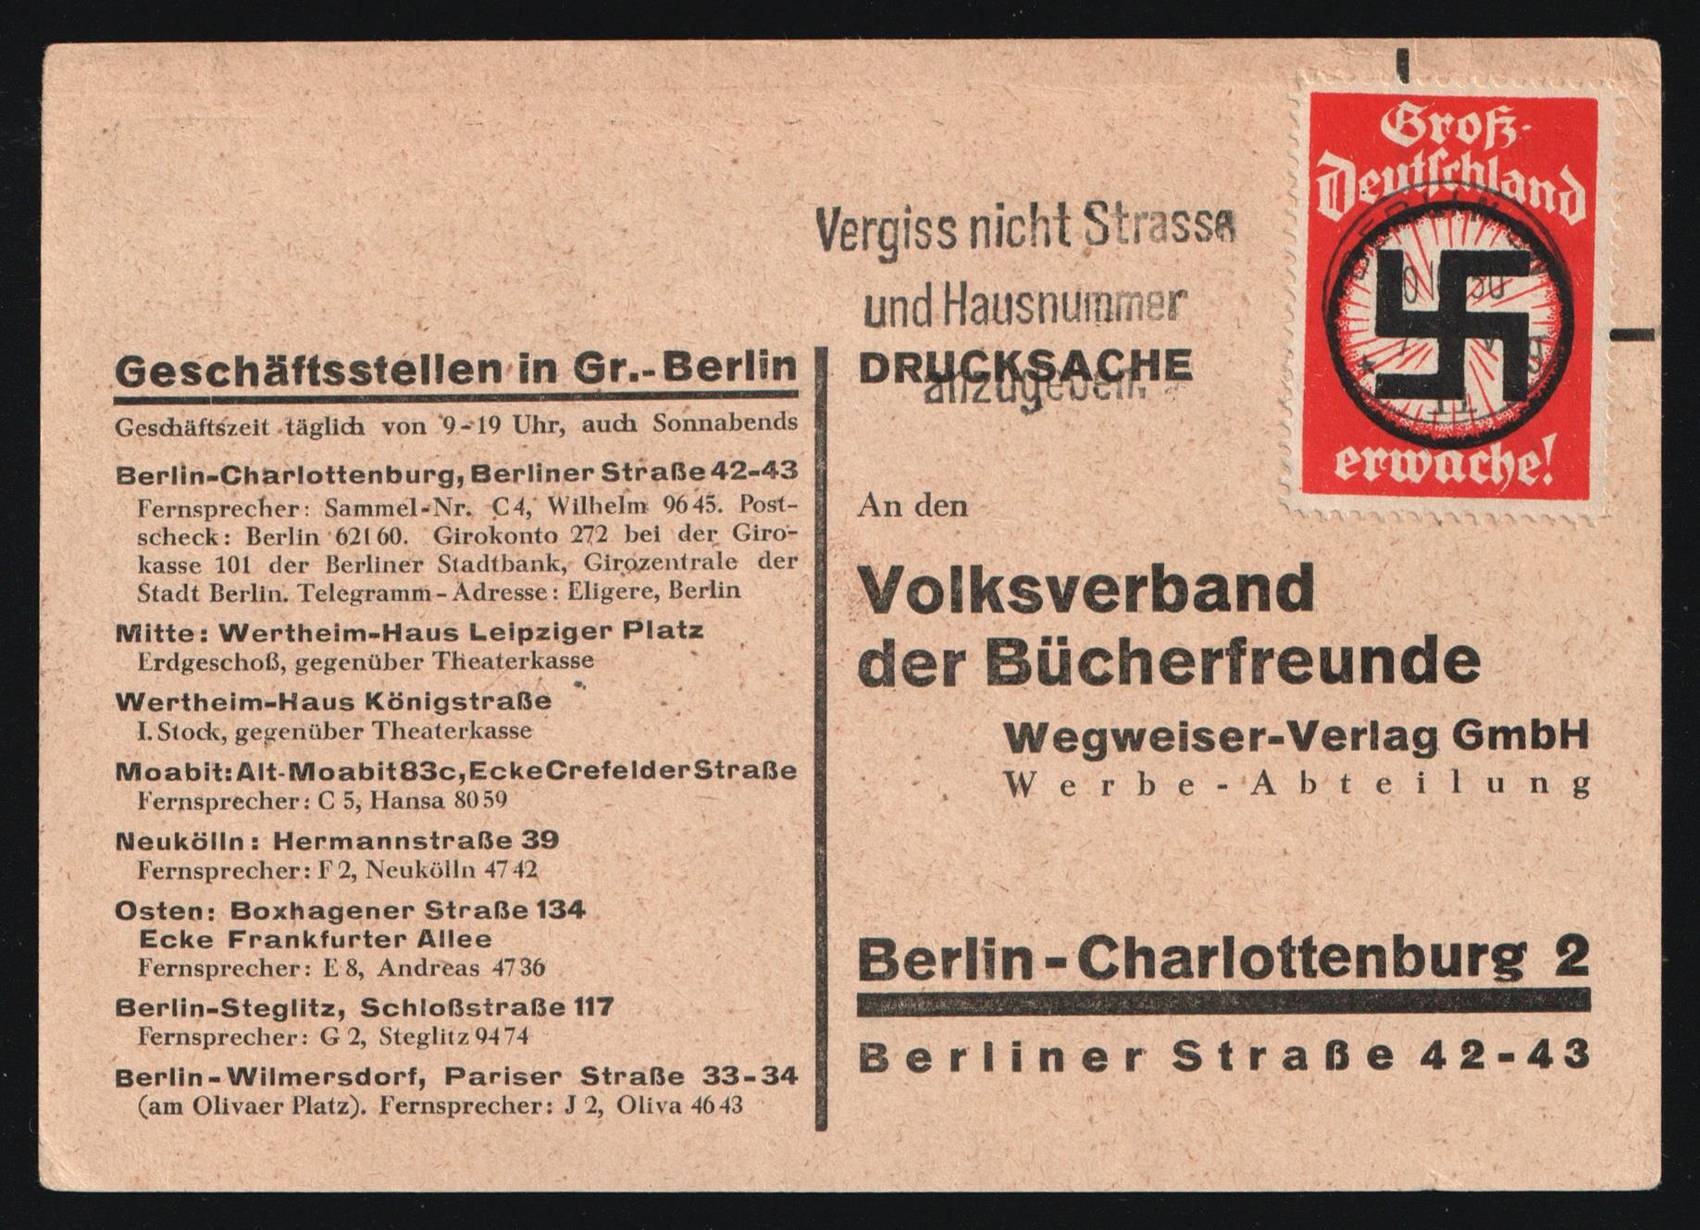 Groß-
Deutschland
erwache!
BERLIN
30
Vergiss nicht Strasse
und Hausnummer
anzugeben.
DRUCKSACHE
Geschäftsstellen in Gr.-Berlin
Geschäftszeit täglich von 9-19 Uhr, auch Sonnabends
Berlin-Charlottenburg, Berliner Straße 42-43
Fernsprecher: Sammel-Nr. C 4, Wilhelm 96 45. Post-
scheck: Berlin 621 60. Girokonto 272 bei der Giro-
kasse 101 der Berliner Stadtbank, Girozentrale der
Stadt Berlin. Telegramm-Adresse: Eligere, Berlin
Mitte: Wertheim-Haus Leipziger Platz
Erdgeschoß, gegenüber Theaterkasse
Wertheim-Haus Königstraße
I. Stock, gegenüber Theaterkasse
Moabit: Alt-Moabit 83c, Ecke Crefelder Straße
Fernsprecher: C 5, Hansa 80 59
Neukölln: Hermannstraße 39
Fernsprecher: F 2, Neukölln 47 42
Osten: Boxhagener Straße 134
Ecke Frankfurter Allee
Fernsprecher: E 8, Andreas 47 36
Berlin-Steglitz, Schloßstraße 117
Fernsprecher: G 2, Steglitz 94 74
Berlin-Wilmersdorf, Pariser Straße 33-34
(am Olivaer Platz). Fernsprecher: J 2, Oliva 46 43
An den
Volksverband
der Bücherfreunde
Wegweiser-Verlag GmbH
Werbe-Abteilung
Berlin-Charlottenburg 2
Berliner Straße 42-43